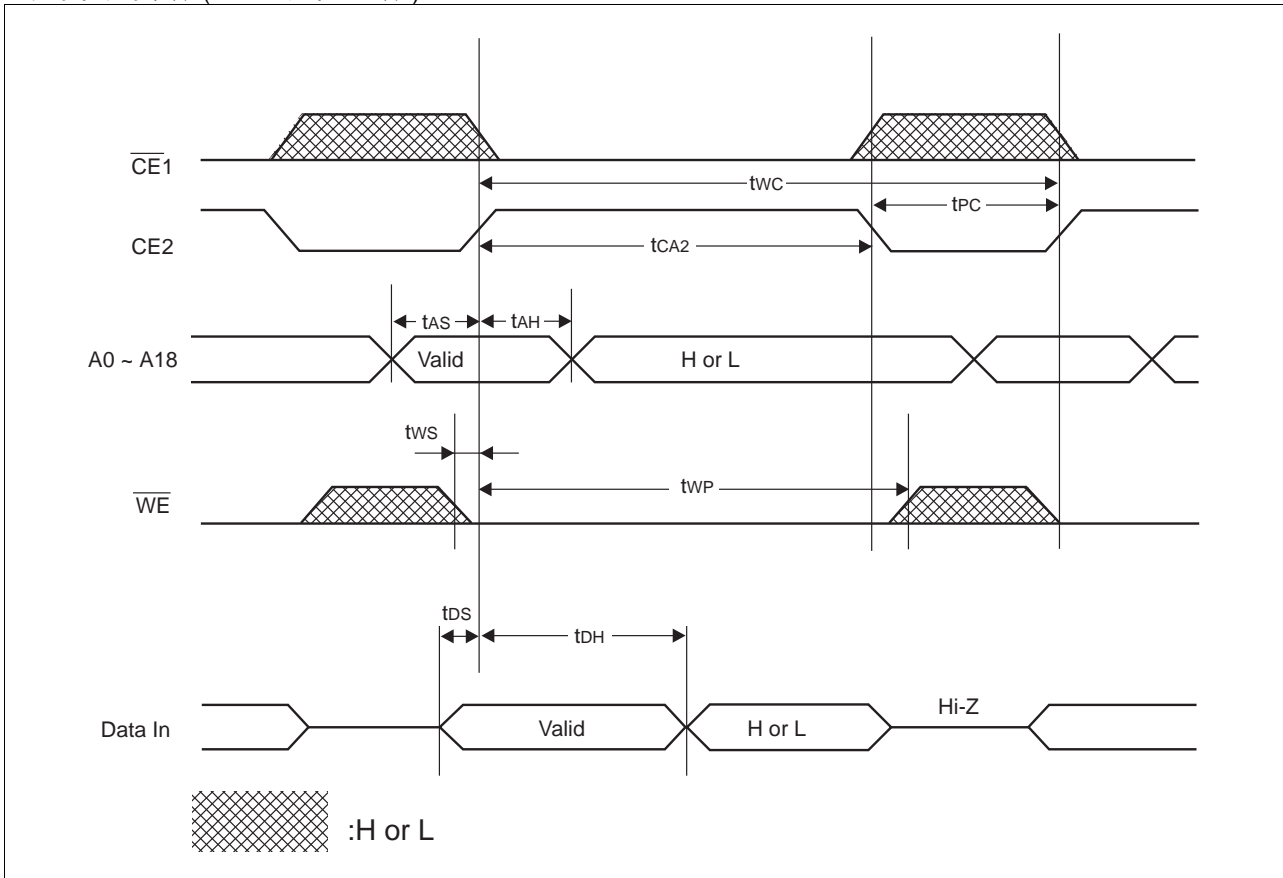 CE1
tWC
tPC
CE2
tCA2
tAS
tAH
A0 ~ A18
Valid
H or L
tWS
WE
tWP
tDS
tDH
Data In
Valid
H or L
Hi-Z
:H or L